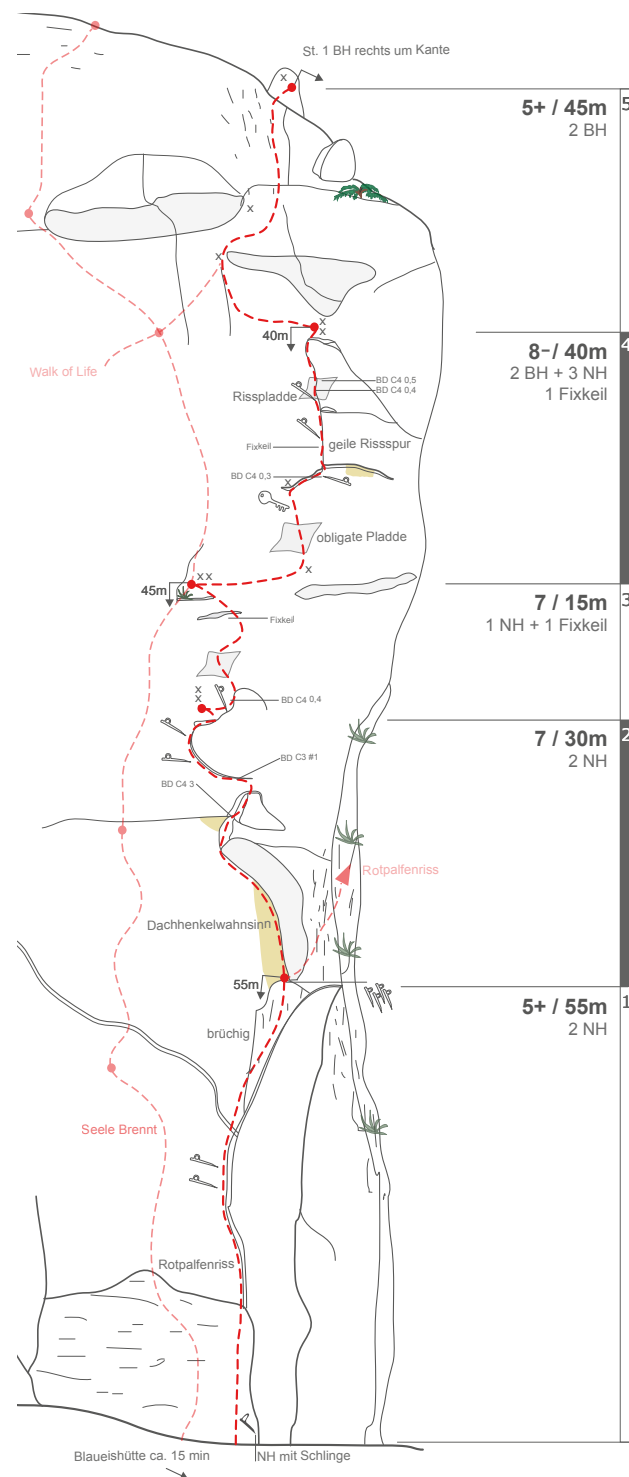 St. 1 BH rechts um Kante
5
5+ / 45m
2 BH
x
x
x
x
x
40m
4
8-/ 40m
2 BH + 3 NH
1 Fixkeil
Walk of Life
BD C4 0,5
BD C4 0,4
Risspladde
geile Rissspur
Fixkeil
BD C4 0,3
x
obligate Pladde
x
x x
45m
3
7 / 15m
1 NH + 1 Fixkeil
Fixkeil
x
x
BD C4 0,4
2
7 / 30m
2 NH
BD C3 #1
BD C4 3
Rotpalfenriss
Dachhenkelwahnsinn
55m
1
5+ / 55m
2 NH
brüchig
Seele Brennt
Rotpalfenriss
Blaueishütte ca. 15 min
NH mit Schlinge